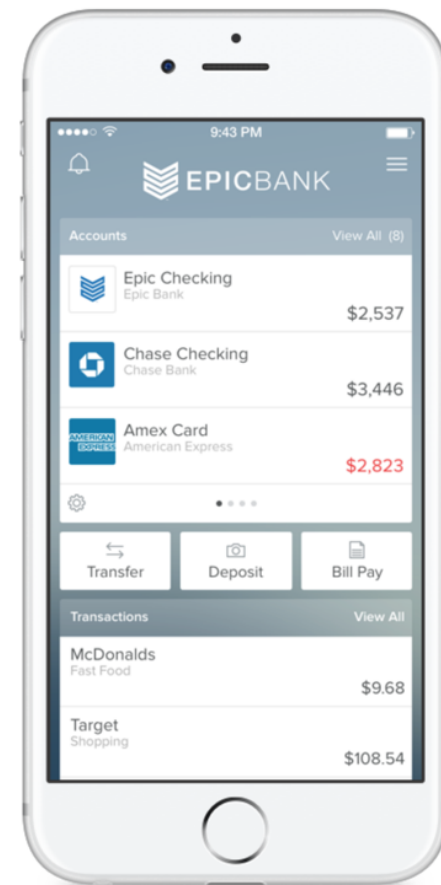 9:43 PM
EPICBANK
Accounts View All (8)
Epic Checking
Epic Bank
$2,537
Chase Checking
Chase Bank
$3,446
AMERICAN
EXPRESS
Amex Card
American Express
$2,823
Transfer Deposit Bill Pay
Transactions View All
McDonalds
Fast Food
$9.68
Target
Shopping
$108.54